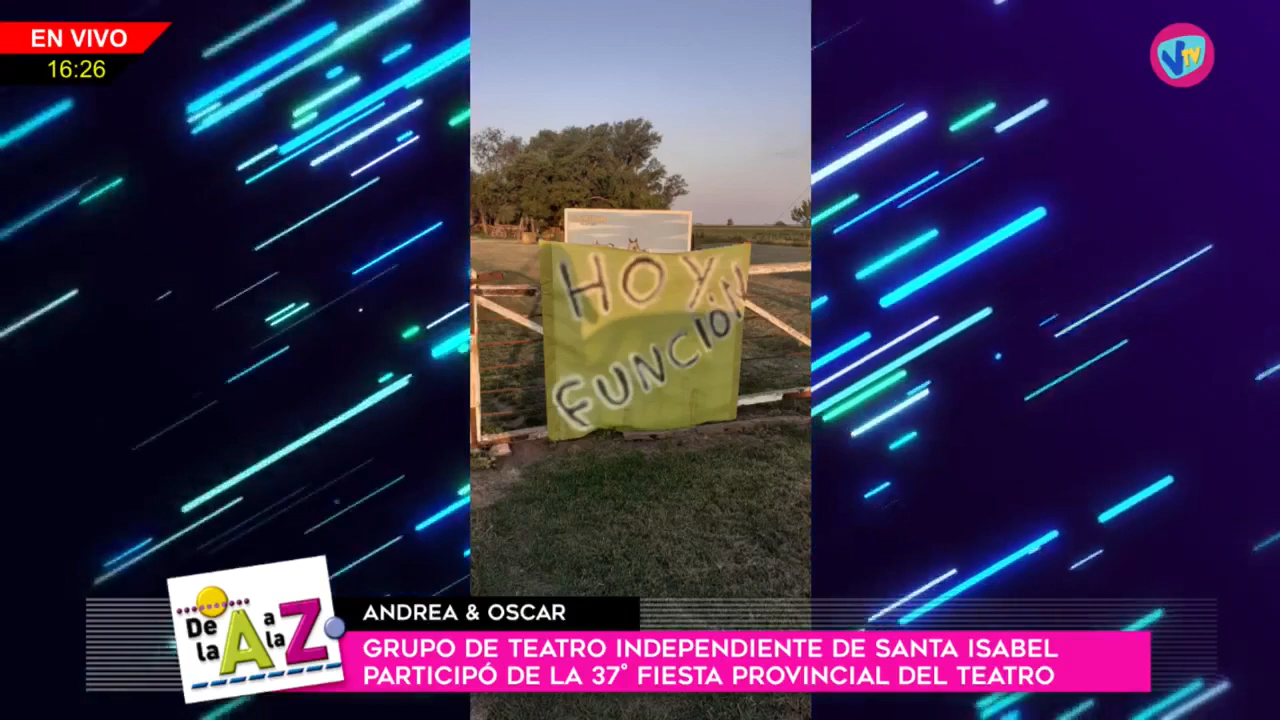 EN VIVO
16:26
VTV
HOY
FUNCIÓN
De la A a la Z
ANDREA & OSCAR
GRUPO DE TEATRO INDEPENDIENTE DE SANTA ISABEL
PARTICIPÓ DE LA 37° FIESTA PROVINCIAL DEL TEATRO